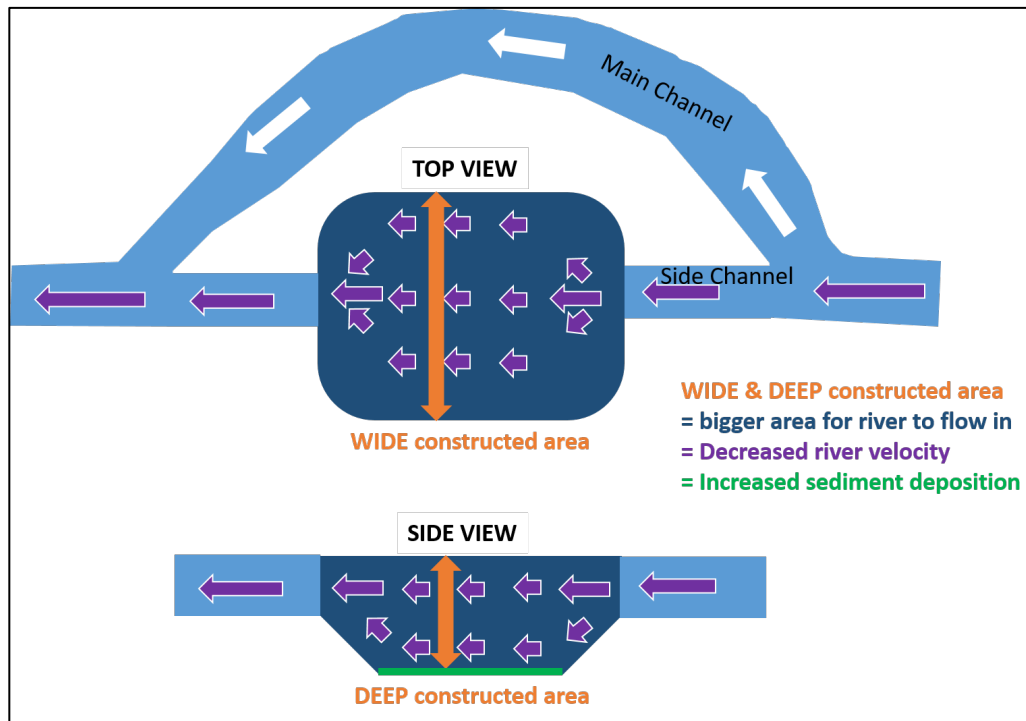 Main Channel
TOP VIEW
Side Channel
WIDE constructed area
WIDE & DEEP constructed area
= bigger area for river to flow in
= Decreased river velocity
= Increased sediment deposition
SIDE VIEW
DEEP constructed area